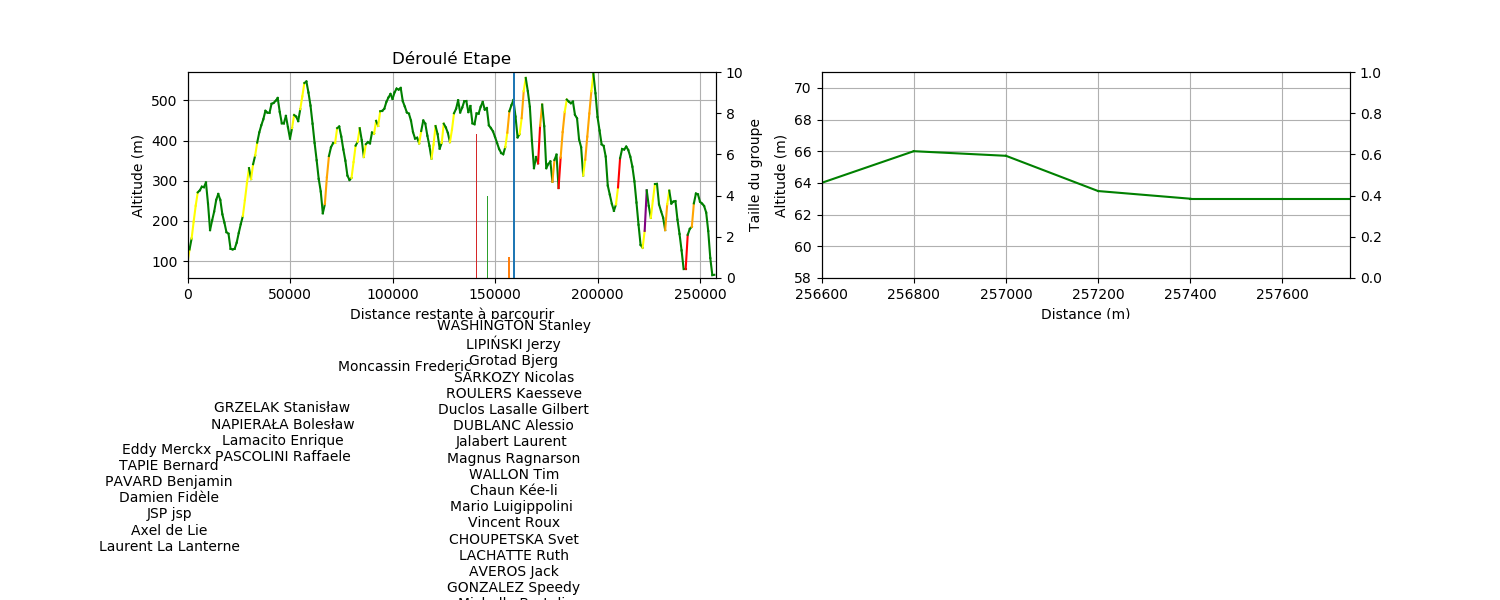 Déroulé Etape
500
400
300
200
100
Altitude (m)
10
8
6
4
2
0
Taille du groupe
0
50000
100000
150000
200000
250000
Distance restante à parcourir
70
68
66
64
62
60
58
Altitude (m)
1.0
0.8
0.6
0.4
0.2
0.0
256600
256800
257000
257200
257400
257600
Distance (m)
WASHINGTON Stanley
LIPIŃSKI Jerzy
Grotad Bjerg
Moncassin Frederic
SARKOZY Nicolas
ROULERS Kaesseve
Duclos Lasalle Gilbert
DUBLANC Alessio
Jalabert Laurent
Magnus Ragnarson
WALLON Tim
Chaun Kée-li
Mario Luigippolini
Vincent Roux
CHOUPETSKA Svet
LACHATTE Ruth
AVEROS Jack
GONZALEZ Speedy
GRZELAK Stanisław
NAPIERAŁA Bolesław
Lamacito Enrique
PASCOLINI Raffaele
Eddy Merckx
TAPIE Bernard
PAVARD Benjamin
Damien Fidèle
JSP jsp
Axel de Lie
Laurent La Lanterne